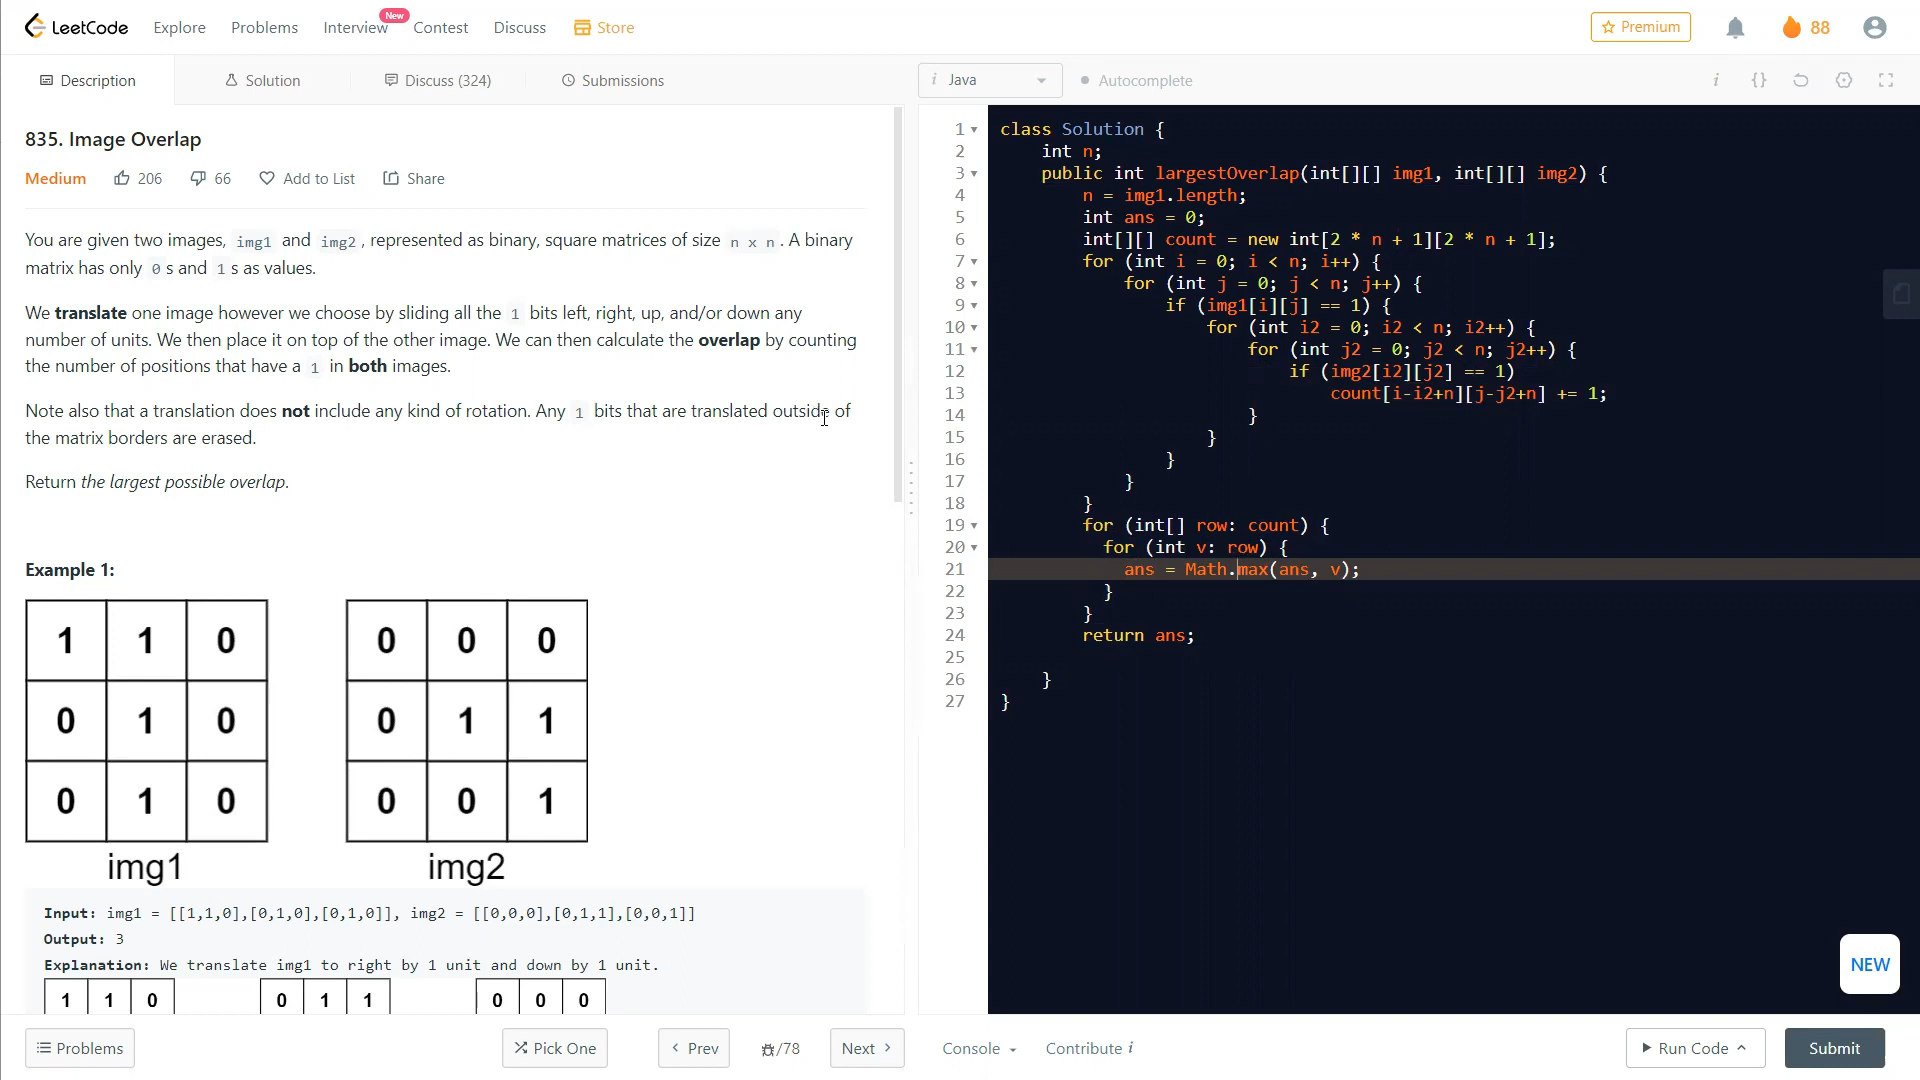 LeetCode Explore Problems Interview New Contest Discuss Store Premium 88
Description Solution Discuss (324) Submissions
835. Image Overlap
Medium 206 66 Add to List Share
You are given two images, img1 and img2 , represented as binary, square matrices of size n x n . A binary
matrix has only 0 s and 1 s as values.
We translate one image however we choose by sliding all the 1 bits left, right, up, and/or down any
number of units. We then place it on top of the other image. We can then calculate the overlap by counting
the number of positions that have a 1 in both images.
Note also that a translation does not include any kind of rotation. Any 1 bits that are translated outside of
the matrix borders are erased.
Return the largest possible overlap.
Example 1:
1 1 0 0 0 0
0 1 0 0 1 1
0 1 0 0 0 1
img1 img2
Input: img1 = [[1,1,0],[0,1,0],[0,1,0]], img2 = [[0,0,0],[0,1,1],[0,0,1]]
Output: 3
Explanation: We translate img1 to right by 1 unit and down by 1 unit.
1 1 0 0 1 1 0 0 0
i Java Autocomplete i {}
1 class Solution {
2 int n;
3 public int largestOverlap(int[][] img1, int[][] img2) {
4 n = img1.length;
5 int ans = 0;
6 int[][] count = new int[2 * n + 1][2 * n + 1];
7 for (int i = 0; i < n; i++) {
8 for (int j = 0; j < n; j++) {
9 if (img1[i][j] == 1) {
10 for (int i2 = 0; i2 < n; i2++) {
11 for (int j2 = 0; j2 < n; j2++) {
12 if (img2[i2][j2] == 1)
13 count[i-i2+n][j-j2+n] += 1;
14 }
15 }
16 }
17 }
18 }
19 for (int[] row: count) {
20 for (int v: row) {
21 ans = Math.max(ans, v);
22 }
23 }
24 return ans;
25
26 }
27 }
NEW
Problems Pick One Prev /78 Next Console Contribute i Run Code Submit